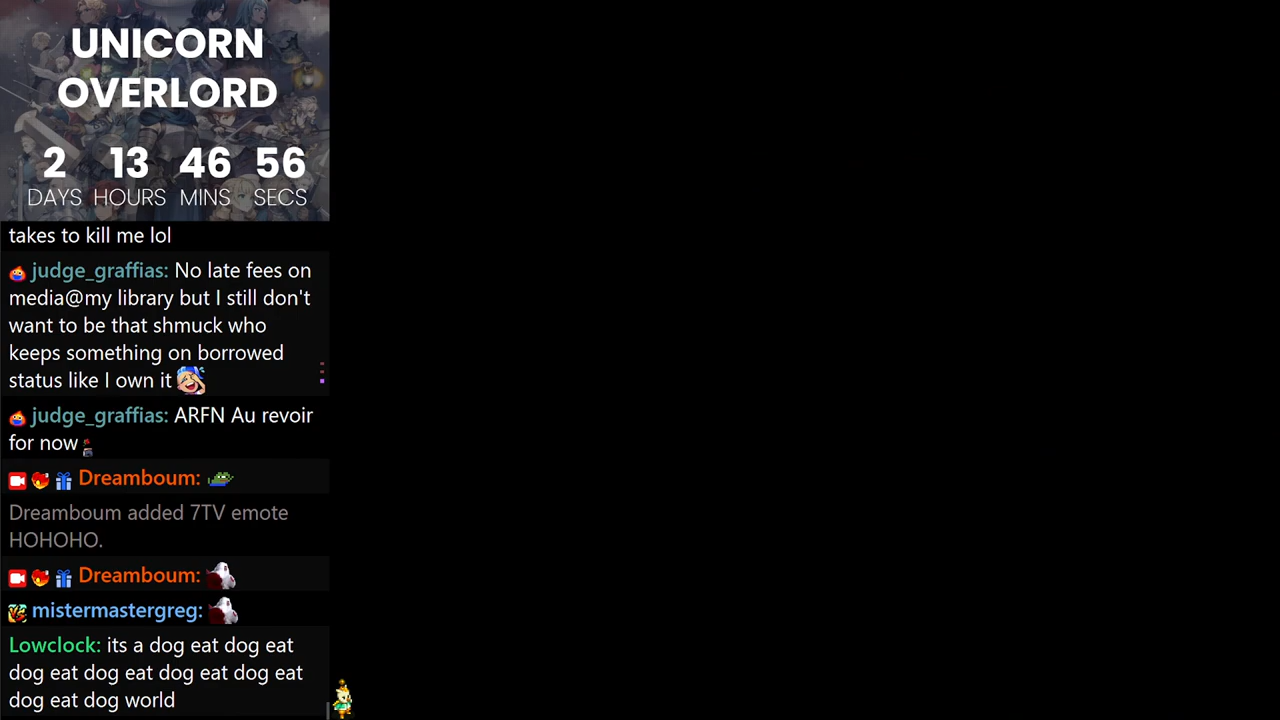 UNICORN
OVERLORD
2 13 46 56
DAYS HOURS MINS SECS
takes to kill me lol
judge_graffias: No late fees on
media@my library but I still don't
want to be that shmuck who
keeps something on borrowed
status like I own it
judge_graffias: ARFN Au revoir
for now
Dreamboum:
Dreamboum added 7TV emote
HOHOHO.
Dreamboum:
mistermastergreg:
Lowclock: its a dog eat dog eat
dog eat dog eat dog eat dog eat
dog eat dog world